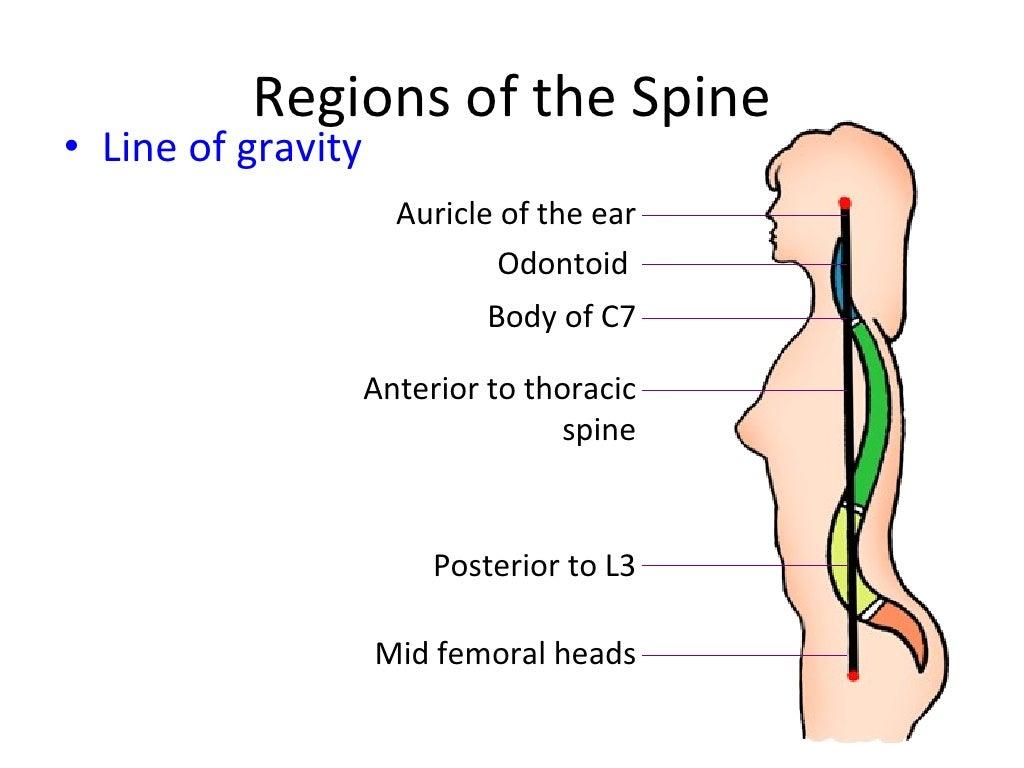 Regions of the Spine
• Line of gravity
Auricle of the ear
Odontoid
Body of C7
Anterior to thoracic
spine
Posterior to L3
Mid femoral heads